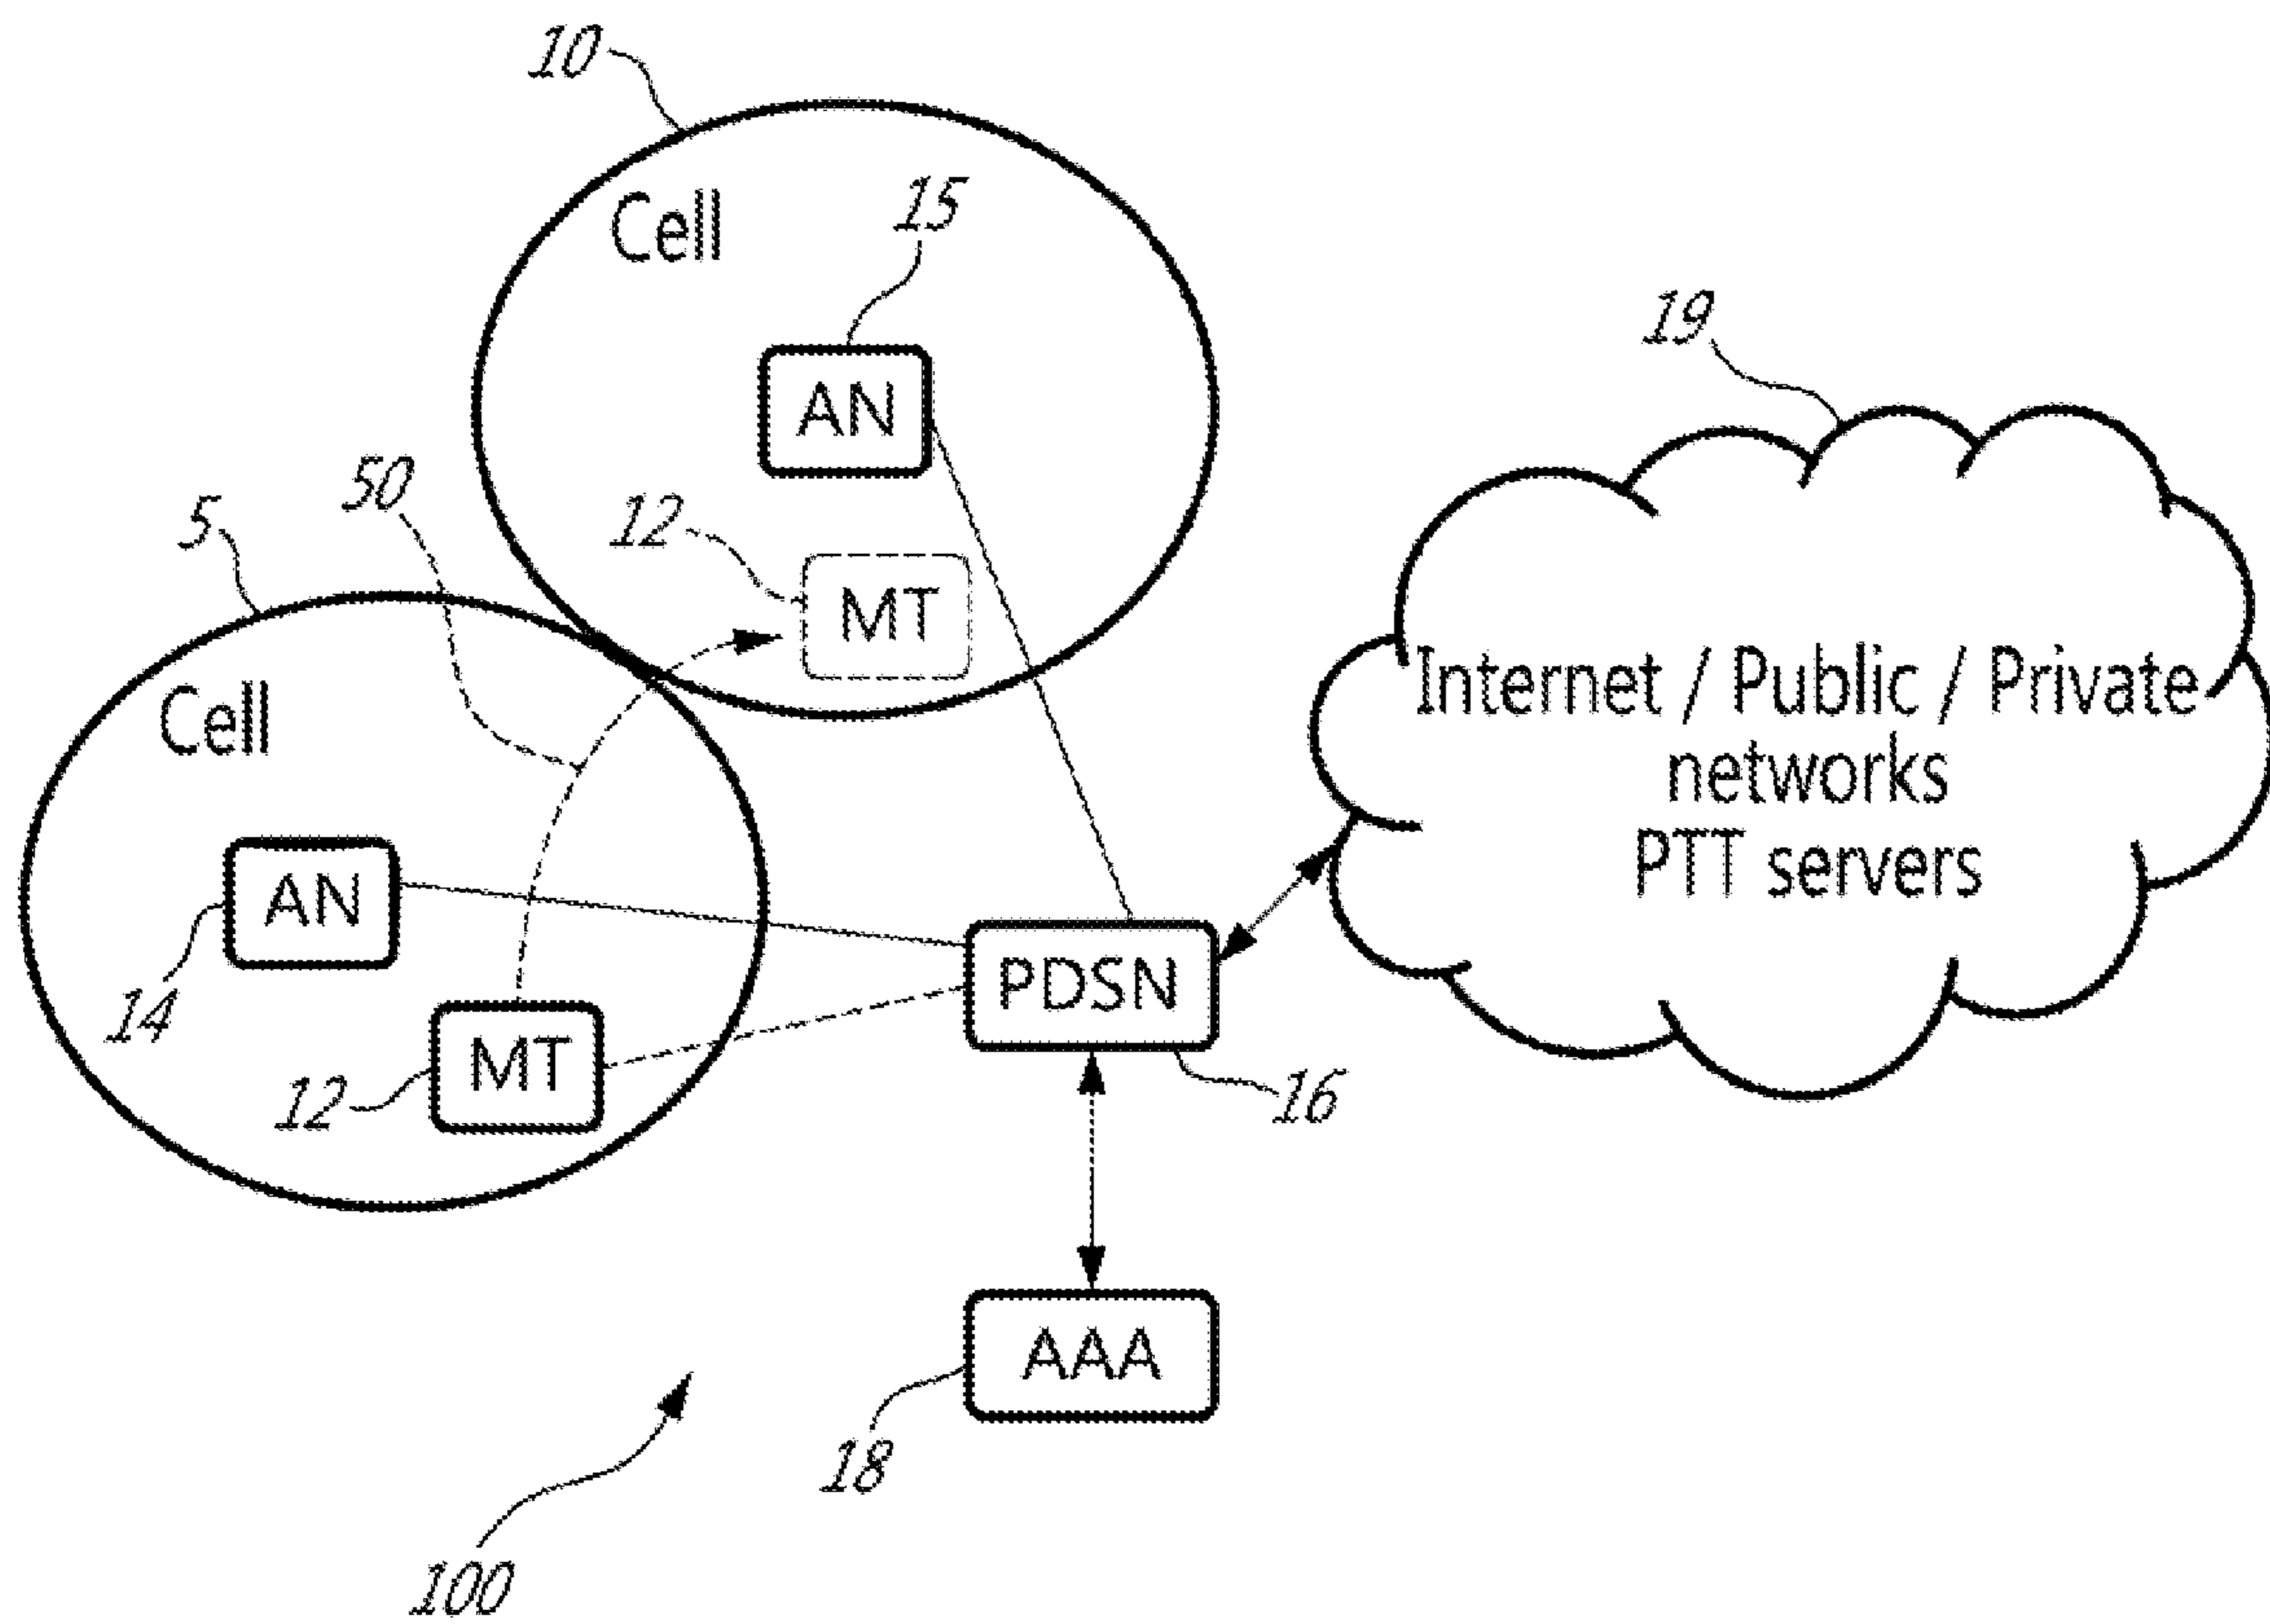 10
Cell
15
AN
19
50
5
12
MT
Cell
Internet / Public / Private
networks
PTT servers
AN
14
PDSN
MT
12
16
AAA
18
100